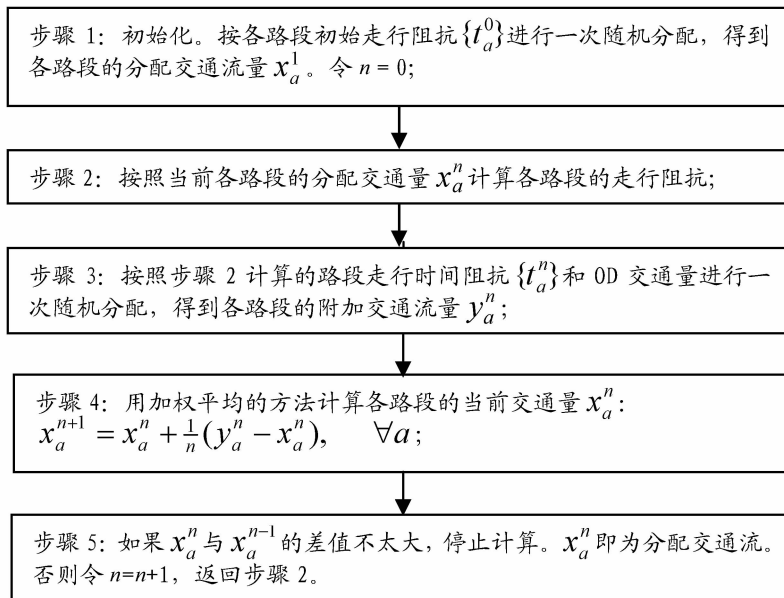 步骤 1：初始化。按各路段初始走行阻抗{t_a^0}进行一次随机分配，得到
各路段的分配交通流量 x_a^1。令 n = 0；
步骤 2：按照当前各路段的分配交通量 x_a^n 计算各路段的走行阻抗；
步骤 3：按照步骤 2 计算的路段走行时间阻抗{t_a^n}和 OD 交通量进行一
次随机分配，得到各路段的附加交通流量 y_a^n；
步骤 4：用加权平均的方法计算各路段的当前交通量 x_a^n：
x_a^{n+1} = x_a^n + \frac{1}{n}(y_a^n − x_a^n), ∀a；
步骤 5：如果 x_a^n 与 x_a^{n-1} 的差值不太大，停止计算。x_a^n 即为分配交通流。
否则令 n=n+1，返回步骤 2。